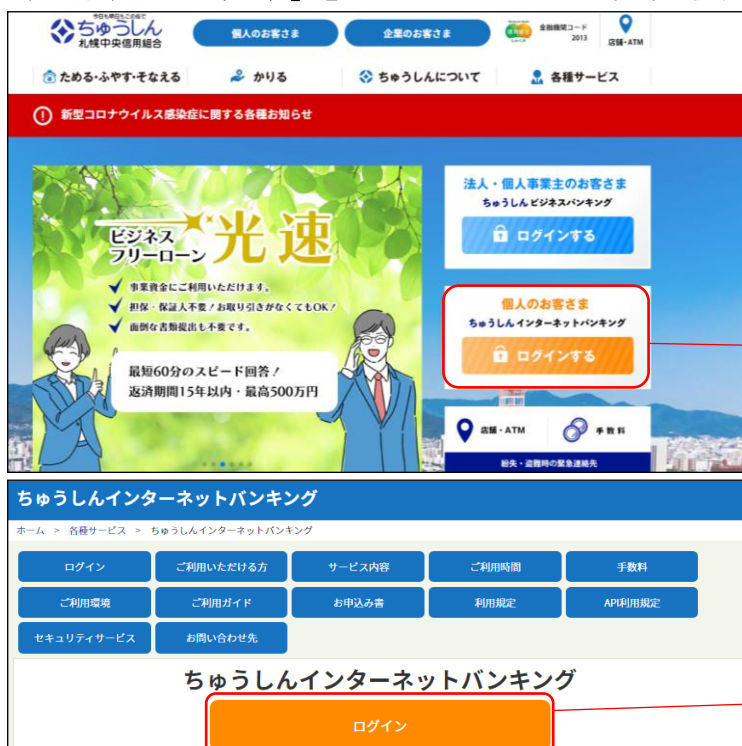 今日も明日もこの街で
ちゅうしん
札幌中央信用組合
個人のお客さま
企業のお客さま
金融機関コード
2013
店舗・ATM
ためる・ふやす・そなえる
かりる
ちゅうしんについて
各種サービス
新型コロナウイルス感染症に関する各種お知らせ
ビジネス
フリーローン
光速
事業資金にご利用いただけます。
担保・保証人不要！お取り引きがなくてもOK！
面倒な書類提出も不要です。
最短60分のスピード回答！
返済期間15年以内・最高500万円
法人・個人事業主のお客さま
ちゅうしんビジネスバンキング
ログインする
個人のお客さま
ちゅうしんインターネットバンキング
ログインする
店舗・ATM
手数料
紛失・盗難時の緊急連絡先
ちゅうしんインターネットバンキング
ホーム > 各種サービス > ちゅうしんインターネットバンキング
ログイン
ご利用いただける方
サービス内容
ご利用時間
手数料
ご利用環境
ご利用ガイド
お申込み書
利用規定
API利用規定
セキュリティサービス
お問い合わせ先
ちゅうしんインターネットバンキング
ログイン